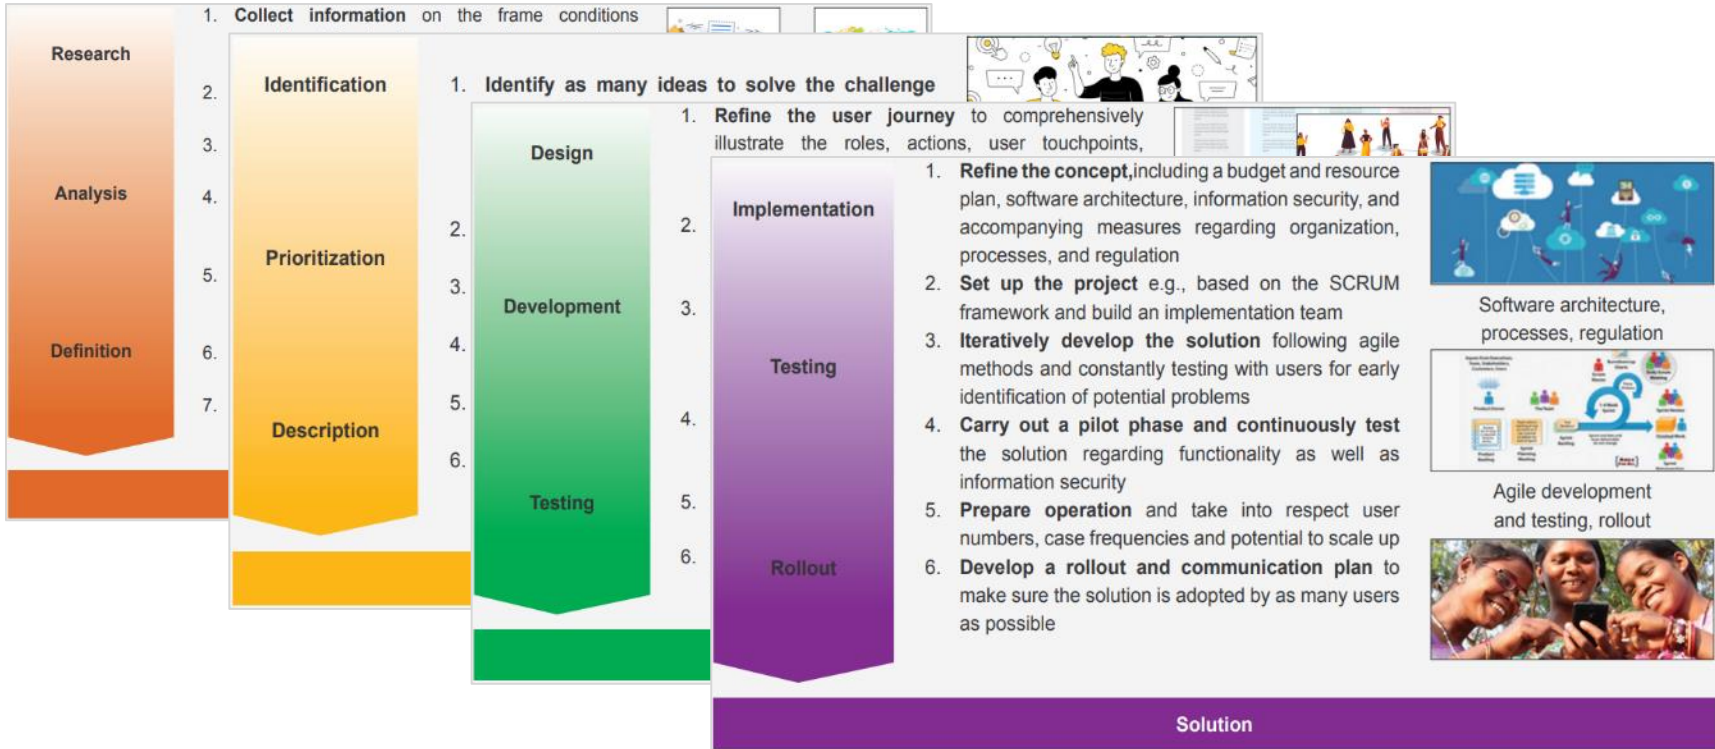 Research
Analysis
Definition
1. Collect information on the frame conditions
2.
3.
4.
5.
6.
7.
Identification
Prioritization
Description
1. Identify as many ideas to solve the challenge
2.
3.
4.
5.
6.
Design
Development
Testing
1. Refine the user journey to comprehensively
illustrate the roles, actions, user touchpoints,
2.
3.
4.
5.
6.
Implementation
Testing
Rollout
1. Refine the concept,including a budget and resource
plan, software architecture, information security, and
accompanying measures regarding organization,
processes, and regulation
2. Set up the project e.g., based on the SCRUM
framework and build an implementation team
3. Iteratively develop the solution following agile
methods and constantly testing with users for early
identification of potential problems
4. Carry out a pilot phase and continuously test
the solution regarding functionality as well as
information security
5. Prepare operation and take into respect user
numbers, case frequencies and potential to scale up
6. Develop a rollout and communication plan to
make sure the solution is adopted by as many users
as possible
Software architecture,
processes, regulation
Agile development
and testing, rollout
Solution